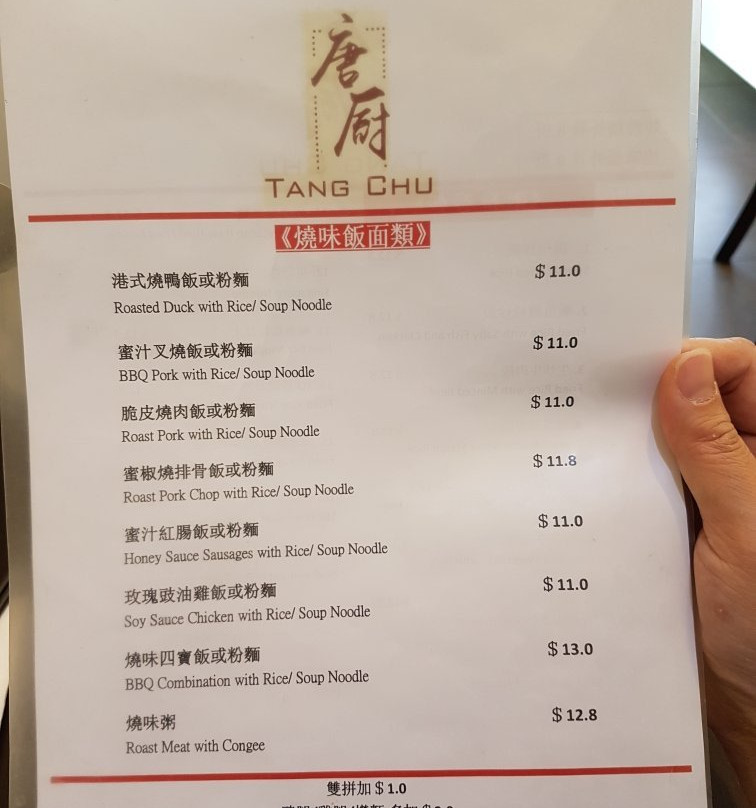 唐
厨
TANG CHU
《燒味飯面類》
港式燒鴨飯或粉麵 $ 11.0
Roasted Duck with Rice/ Soup Noodle
蜜汁叉燒飯或粉麵 $ 11.0
BBQ Pork with Rice/ Soup Noodle
脆皮燒肉飯或粉麵 $ 11.0
Roast Pork with Rice/ Soup Noodle
蜜椒燒排骨飯或粉麵 $ 11.8
Roast Pork Chop with Rice/ Soup Noodle
蜜汁紅腸飯或粉麵 $ 11.0
Honey Sauce Sausages with Rice/ Soup Noodle
玫瑰豉油雞飯或粉麵 $ 11.0
Soy Sauce Chicken with Rice/ Soup Noodle
燒味四寶飯或粉麵 $ 13.0
BBQ Combination with Rice/ Soup Noodle
燒味粥 $ 12.8
Roast Meat with Congee
雙拼加 $ 1.0